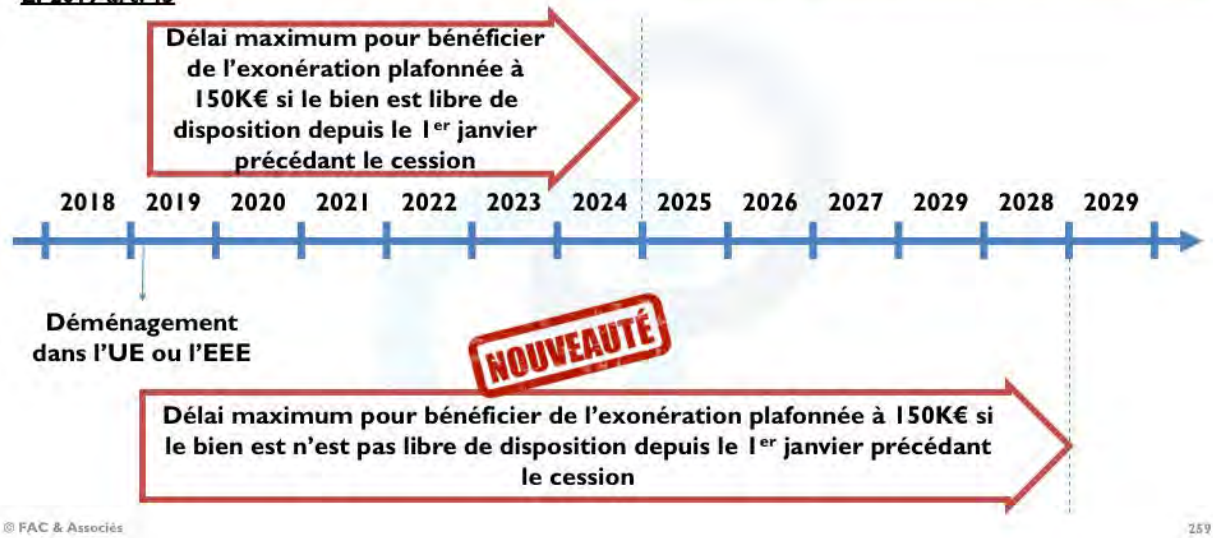 Délai maximum pour bénéficier
de l'exonération plafonnée à
150K€ si le bien est libre de
disposition depuis le 1er janvier
précédant le cession
2018 2019 2020 2021 2022 2023 2024 2025 2026 2027 2029 2028 2029
Déménagement
dans l'UE ou l'EEE
NOUVEAUTÉ
Délai maximum pour bénéficier de l'exonération plafonnée à 150K€ si
le bien est n'est pas libre de disposition depuis le 1er janvier précédant
le cession
© FAC & Associés
259